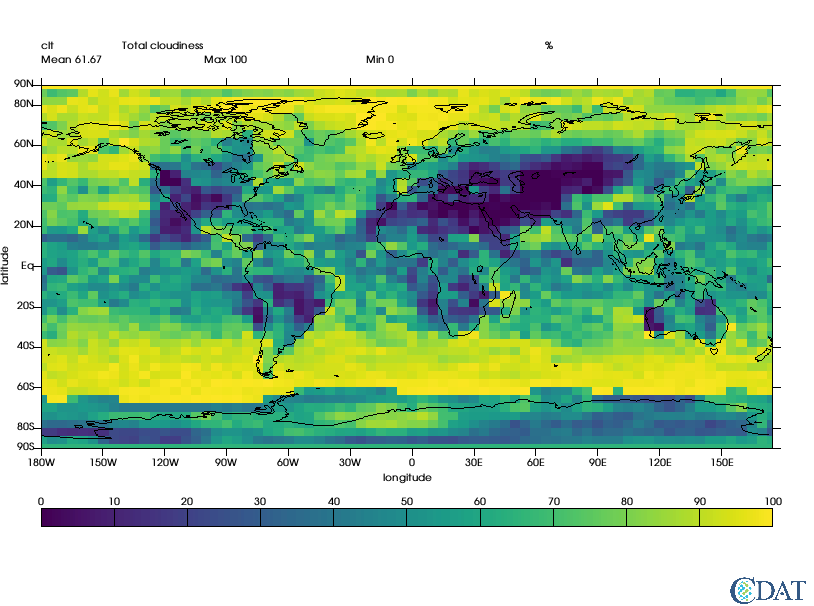 clt Total cloudiness %
Mean 61.67 Max 100 Min 0
90N
80N
60N
40N
20N
Eq
20S
40S
60S
80S
90S
latitude
180W 150W 120W 90W 60W 30W 0 30E 60E 90E 120E 150E
longitude
0 10 20 30 40 50 60 70 80 90 100
CDAT